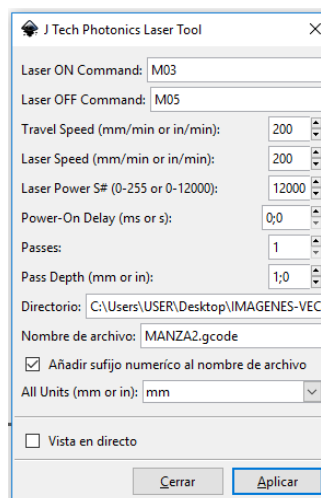 J Tech Photonics Laser Tool
Laser ON Command: M03
Laser OFF Command: M05
Travel Speed (mm/min or in/min): 200
Laser Speed (mm/min or in/min): 200
Laser Power S# (0-255 or 0-12000): 12000
Power-On Delay (ms or s): 0;0
Passes: 1
Pass Depth (mm or in): 1;0
Directorio: C:\Users\USER\Desktop\IMAGENES-VEC
Nombre de archivo: MANZA2.gcode
Añadir sufijo numeríco al nombre de archivo
All Units (mm or in): mm
Vista en directo
Cerrar Aplicar